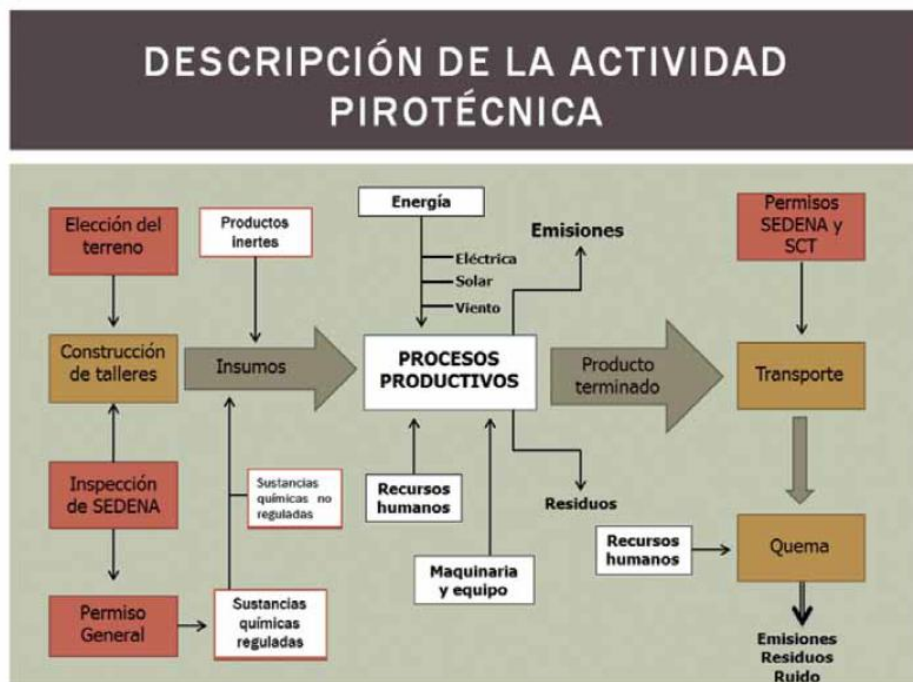 DESCRIPCIÓN DE LA ACTIVIDAD
PIROTÉCNICA
Elección del
terreno
Productos
inertes
Energía
Eléctrica
Solar
Viento
Emisiones
Permisos
SEDENA y
SCT
Construcción
de talleres
Insumos
PROCESOS
PRODUCTIVOS
Producto
terminado
Transporte
Inspección
de SEDENA
Sustancias
químicas no
reguladas
Recursos
humanos
Residuos
Maquinaria
y equipo
Recursos
humanos
Quema
Permiso
General
Sustancias
químicas
reguladas
Emisiones
Residuos
Ruido